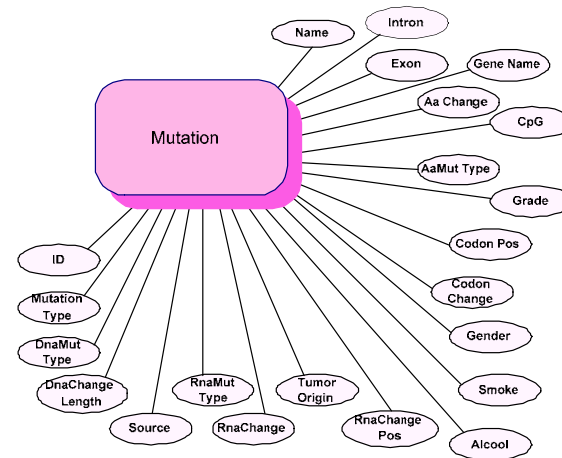 Name
Intron
Exon
Gene Name
Aa Change
CpG
Mutation
AaMut Type
Grade
Codon Pos
ID
Codon
Change
Mutation
Type
Gender
DnaMut
Type
DnaChange
Length
RnaMut
Type
Tumor
Origin
Smoke
Source
RnaChange
RnaChange
Pos
Alcool